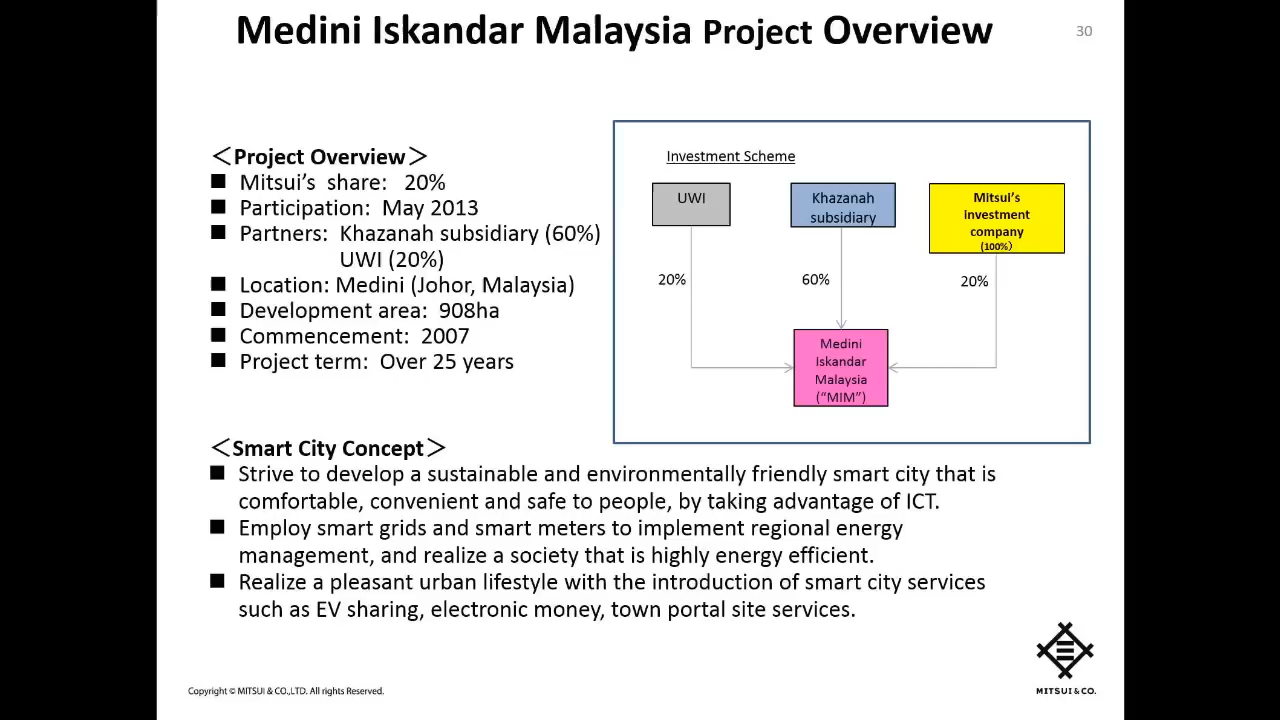 Medini Iskandar Malaysia Project Overview
30
＜Project Overview＞
■ Mitsui’s share: 20%
■ Participation: May 2013
■ Partners: Khazanah subsidiary (60%)
UWI (20%)
■ Location: Medini (Johor, Malaysia)
■ Development area: 908ha
■ Commencement: 2007
■ Project term: Over 25 years
Investment Scheme
UWI
Khazanah
subsidiary
Mitsui’s
investment
company
(100%)
20%
60%
20%
Medini
Iskandar
Malaysia
(“MIM”)
＜Smart City Concept＞
■ Strive to develop a sustainable and environmentally friendly smart city that is
comfortable, convenient and safe to people, by taking advantage of ICT.
■ Employ smart grids and smart meters to implement regional energy
management, and realize a society that is highly energy efficient.
■ Realize a pleasant urban lifestyle with the introduction of smart city services
such as EV sharing, electronic money, town portal site services.
MITSUI & CO.
Copyright © MITSUI & CO.,LTD. All rights Reserved.